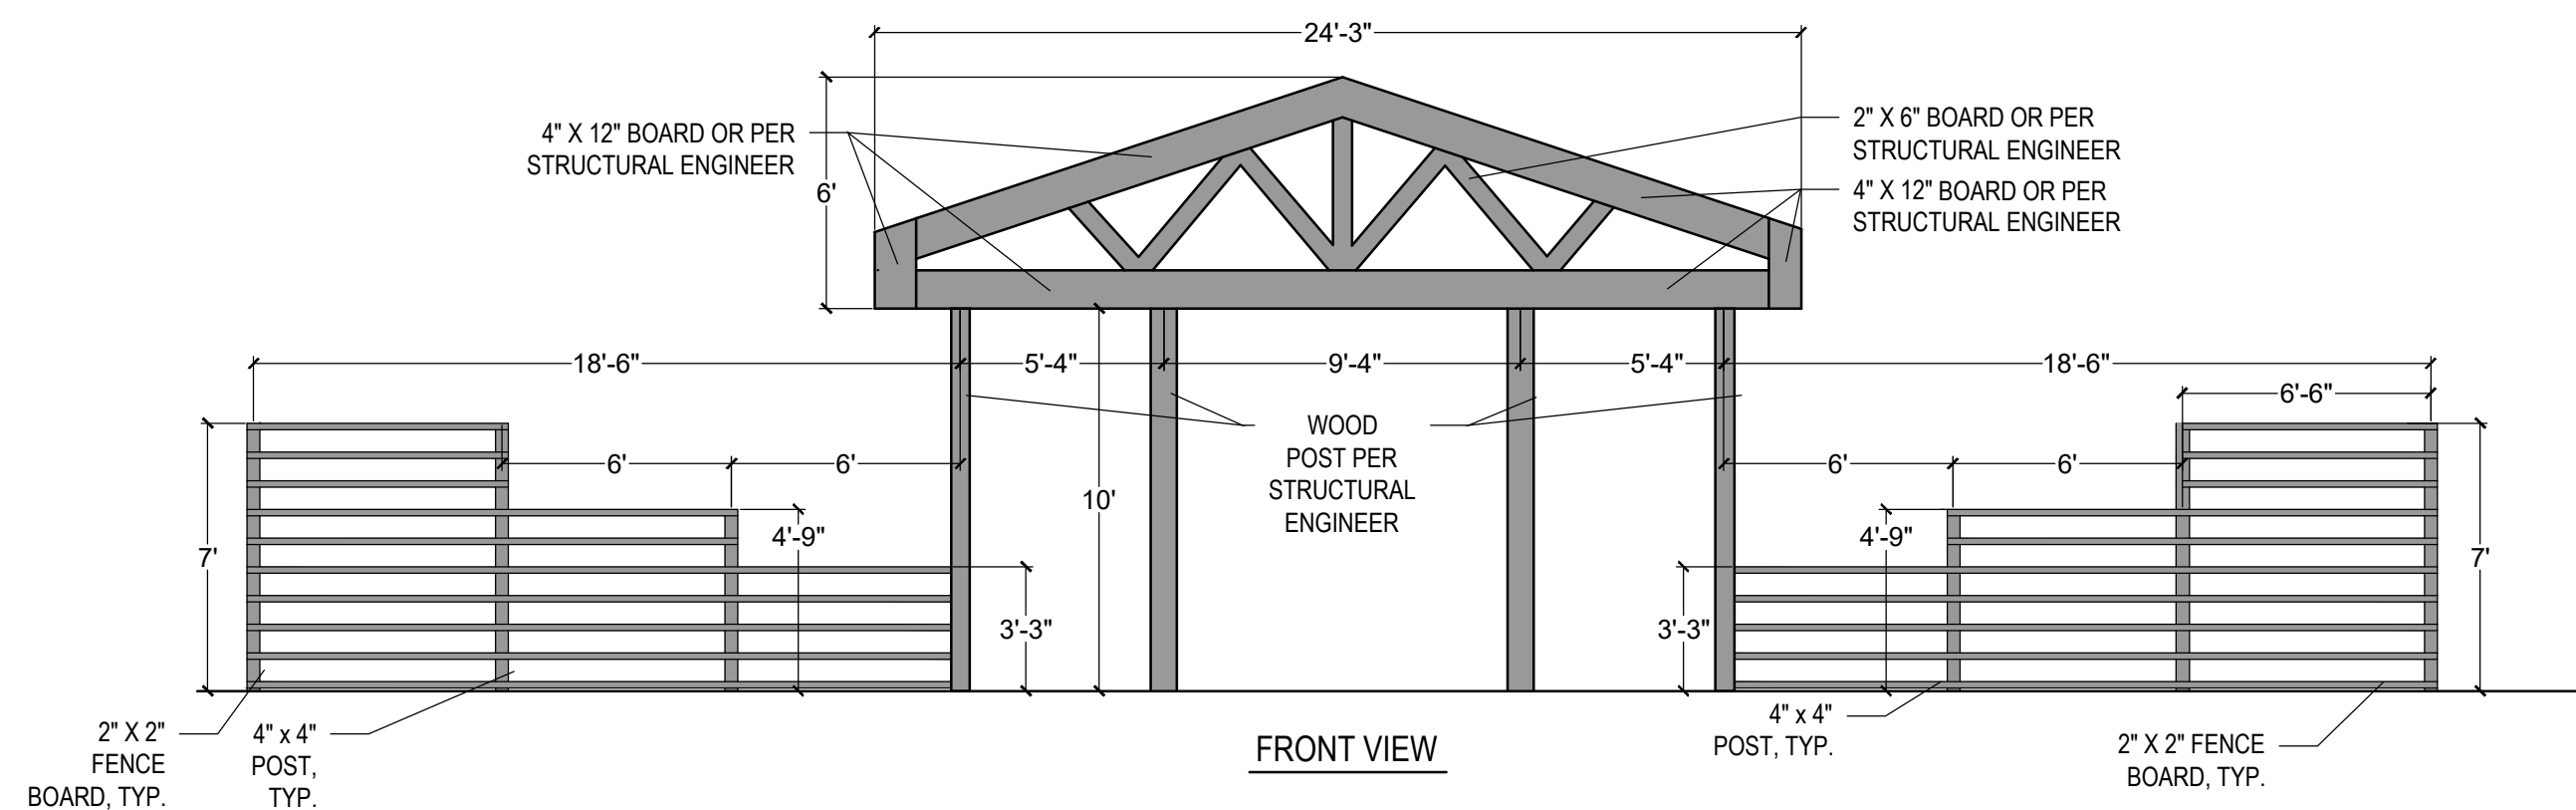 24'-3"
4" X 12" BOARD OR PER
STRUCTURAL ENGINEER
2" X 6" BOARD OR PER
STRUCTURAL ENGINEER
4" X 12" BOARD OR PER
STRUCTURAL ENGINEER
6'
18'-6"
5'-4"
9'-4"
5'-4"
18'-6"
6'-6"
WOOD
POST PER
STRUCTURAL
ENGINEER
6'
6'
6'
6'
10'
4'-9"
4'-9"
7'
7'
3'-3"
3'-3"
2" X 2"
FENCE
BOARD, TYP.
4" x 4"
POST,
TYP.
FRONT VIEW
4" x 4"
POST, TYP.
2" X 2" FENCE
BOARD, TYP.